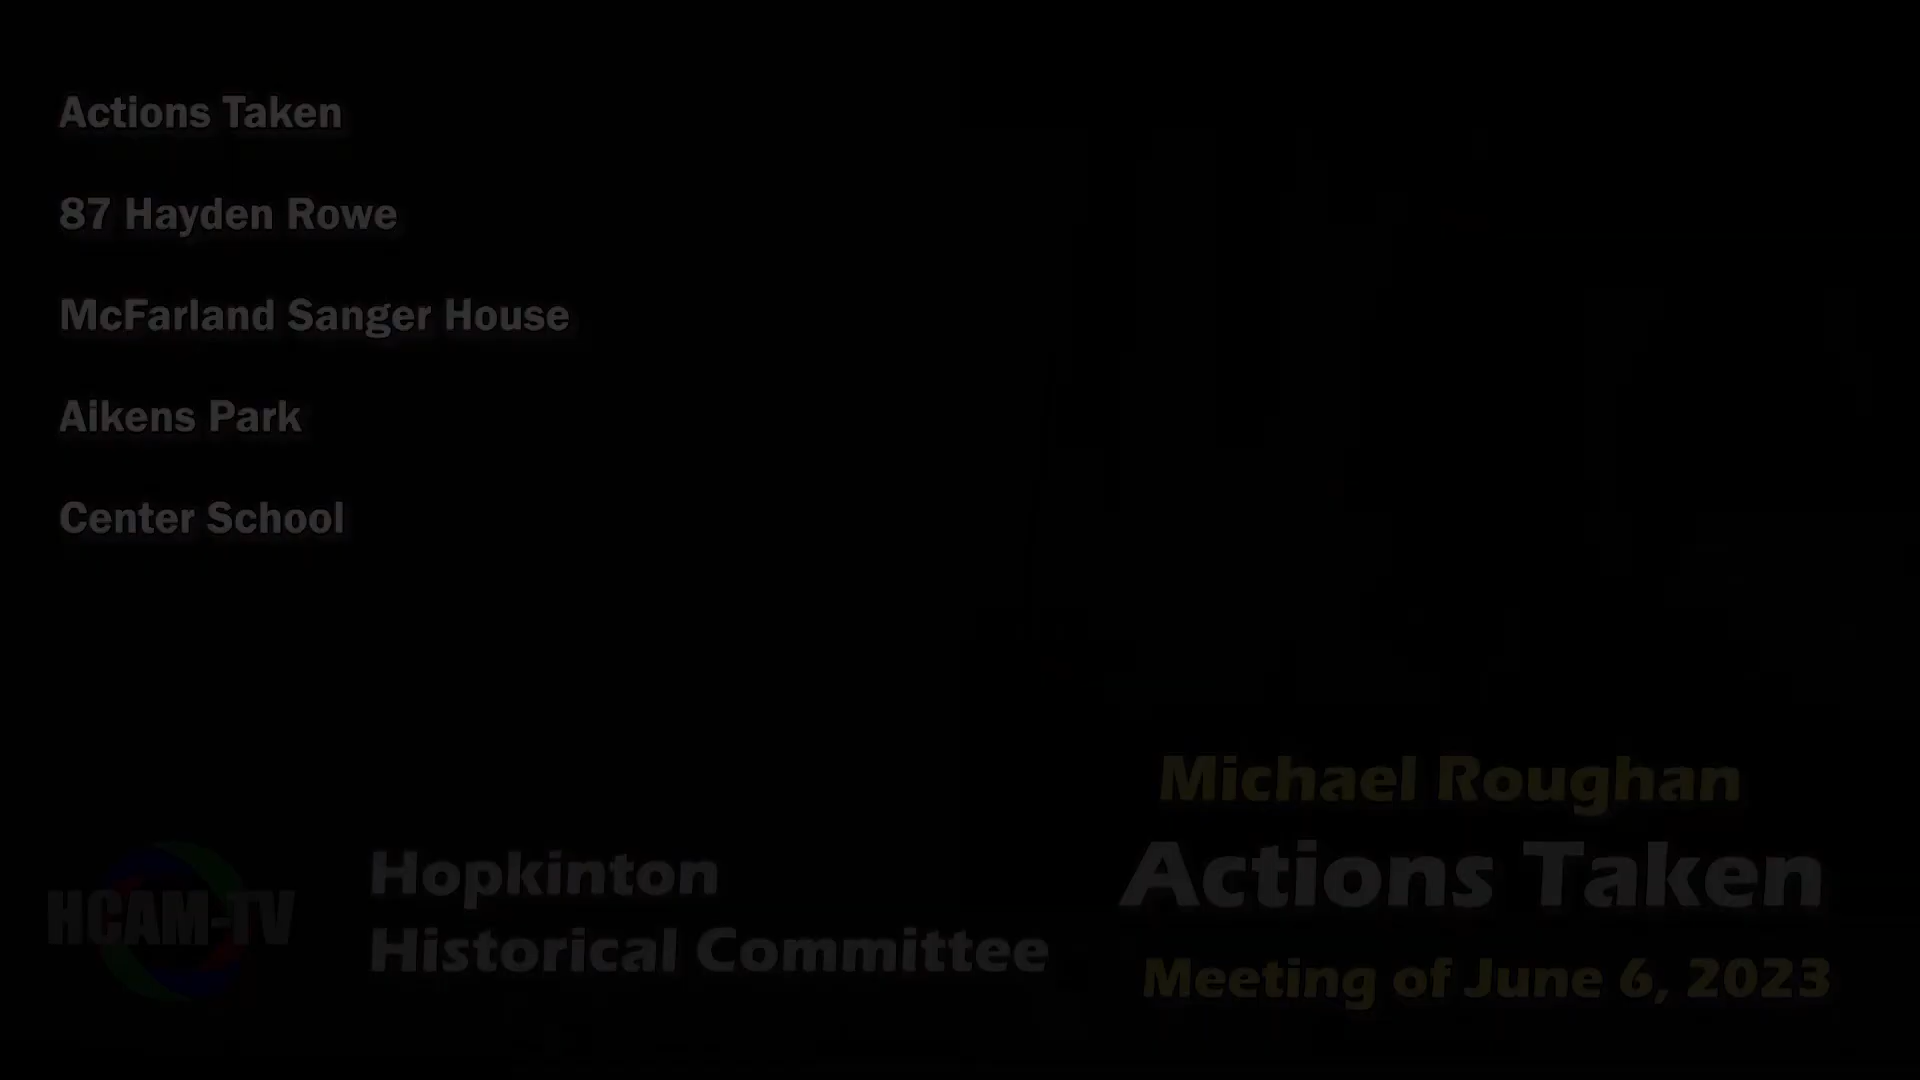 Actions Taken
87 Hayden Rowe
McFarland Sanger House
Aikens Park
Center School
Michael Roughan
Actions Taken
Meeting of June 6, 2023
HCAM-TV
Hopkinton
Historical Committee